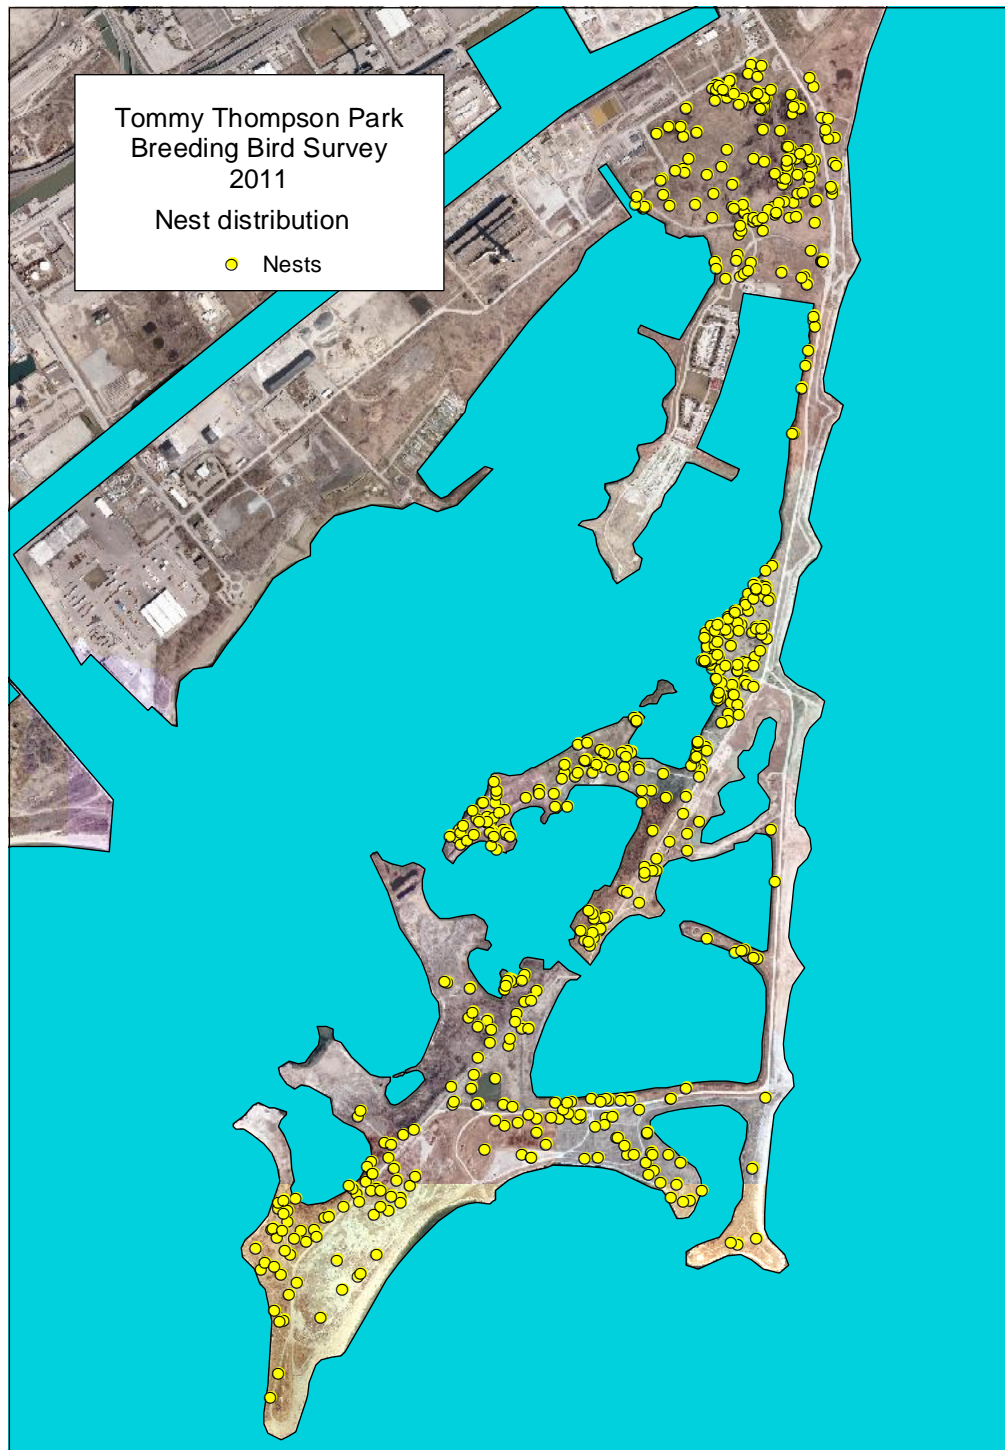 Tommy Thompson Park
Breeding Bird Survey
2011
Nest distribution
Nests